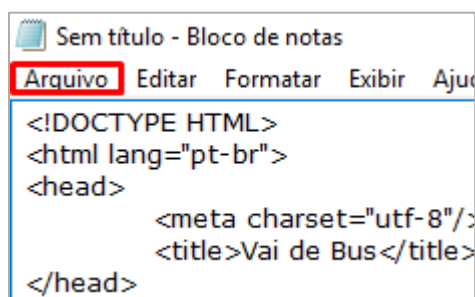 Sem título - Bloco de notas
Arquivo Editar Formatar Exibir
<!DOCTYPE HTML>
<html lang="pt-br">
<head>
<meta charset="utf-8"/>
<title>Vai de Bus</title>
</head>